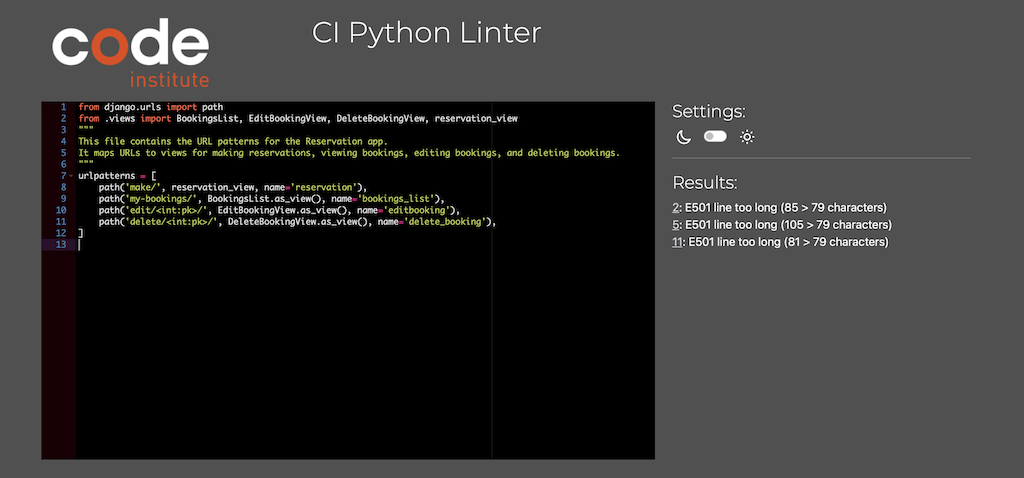 code
institute
CI Python Linter
1 from django.urls import path
2 from .views import BookingsList, EditBookingView, DeleteBookingView, reservation_view
3 """
4 This file contains the URL patterns for the Reservation app.
5 It maps URLs to views for making reservations, viewing bookings, editing bookings, and deleting bookings.
6 """
7 urlpatterns = [
8     path('make/', reservation_view, name='reservation'),
9     path('my-bookings/', BookingsList.as_view(), name='bookings_list'),
10     path('edit/<int:pk>/', EditBookingView.as_view(), name='editbooking'),
11     path('delete/<int:pk>/', DeleteBookingView.as_view(), name='delete_booking'),
12 ]
13
Settings:
Results:
2: E501 line too long (85 > 79 characters)
5: E501 line too long (105 > 79 characters)
11: E501 line too long (81 > 79 characters)